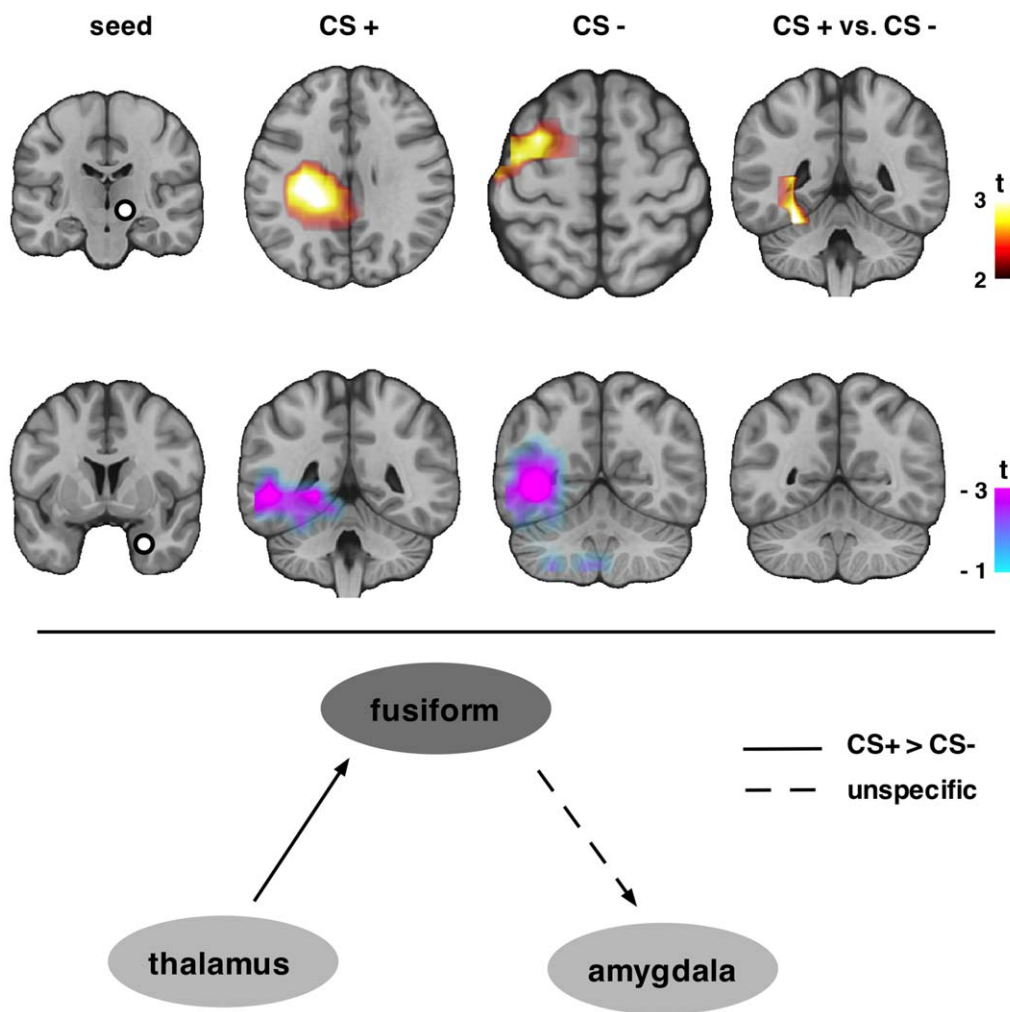 seed CS + CS - CS + vs. CS -
t
3
2
t
- 3
- 1
fusiform
CS+ > CS-
unspecific
thalamus
amygdala